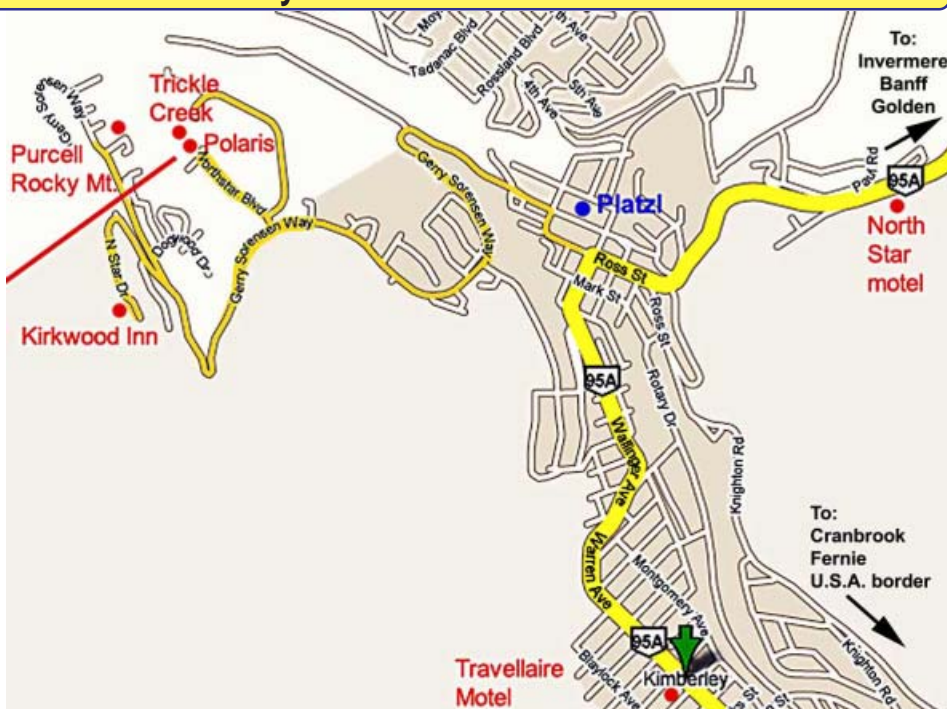 To:
Invermere
Banff
Golden
Tadanac Blvd
Rossland Blvd
4th Ave
5th Ave
Gerry Sorensen Way
Trickle
Creek
Polaris
Purcell
Rocky Mt.
Northstar Blvd
Gerry Sorensen Way
Gerry Sorensen Way
Dogwood Dr
N Star Dr
Kirkwood Inn
Platzl
95A
North
Star
motel
Ross St
Mark St
Ross St
95A
Rotary Dr
Wallinger Ave
Knighton Rd
Warren Ave
To:
Cranbrook
Fernie
U.S.A. border
Montgomery Ave
95A
Kimberley
Blaylock Ave
Knighton Rd
Travellaire
Motel